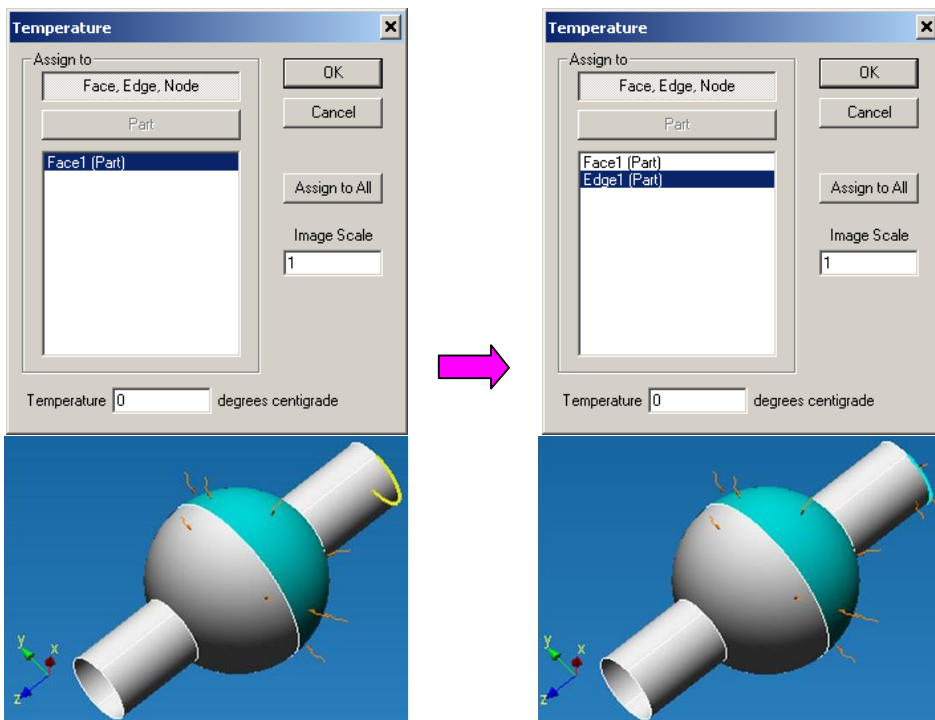 Temperature
Assign to
Face, Edge, Node
Part
Face1 (Part)
OK
Cancel
Assign to All
Image Scale
1
Temperature 0 degrees centigrade
y
x
z
Temperature
Assign to
Face, Edge, Node
Part
Face1 (Part)
Edge1 (Part)
OK
Cancel
Assign to All
Image Scale
1
Temperature 0 degrees centigrade
y
x
z